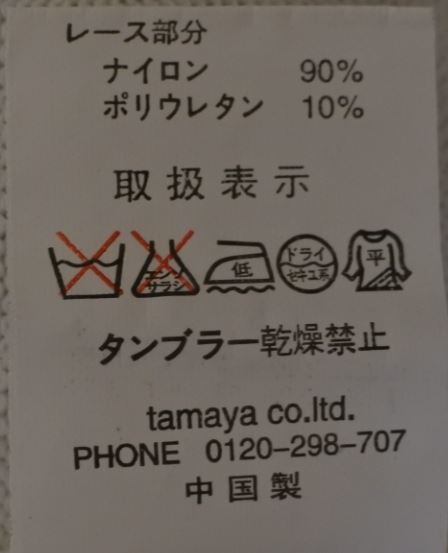 レース部分
ナイロン 90%
ポリウレタン 10%
取扱表示
エンソ
サラシ
低
ドライ
セキユ系
平
タンブラー乾燥禁止
tamaya co.ltd.
PHONE 0120-298-707
中国製